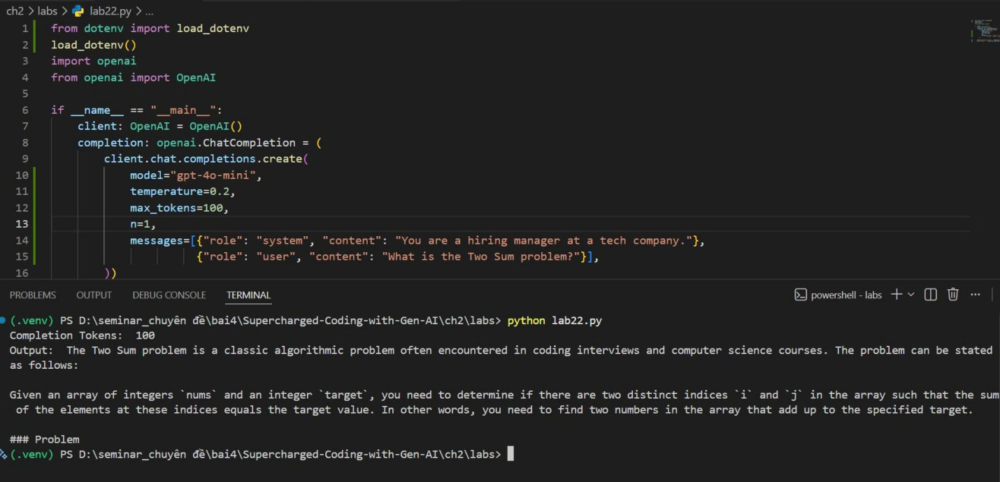 ch2 > labs > lab22.py > ...
1 from dotenv import load_dotenv
2 load_dotenv()
3 import openai
4 from openai import OpenAI
5
6 if __name__ == "__main__":
7     client: OpenAI = OpenAI()
8     completion: openai.ChatCompletion = (
9         client.chat.completions.create(
10             model="gpt-4o-mini",
11             temperature=0.2,
12             max_tokens=100,
13             n=1,
14             messages=[{"role": "system", "content": "You are a hiring manager at a tech company."},
15                       {"role": "user", "content": "What is the Two Sum problem?"}],
16         ))
PROBLEMS OUTPUT DEBUG CONSOLE TERMINAL powershell - labs
(.venv) PS D:\seminar_chuyên đề\bai4\Supercharged-Coding-with-Gen-AI\ch2\labs> python lab22.py
Completion Tokens:  100
Output:  The Two Sum problem is a classic algorithmic problem often encountered in coding interviews and computer science courses. The problem can be stated
as follows:

Given an array of integers `nums` and an integer `target`, you need to determine if there are two distinct indices `i` and `j` in the array such that the sum
 of the elements at these indices equals the target value. In other words, you need to find two numbers in the array that add up to the specified target.

### Problem
(.venv) PS D:\seminar_chuyên đề\bai4\Supercharged-Coding-with-Gen-AI\ch2\labs>